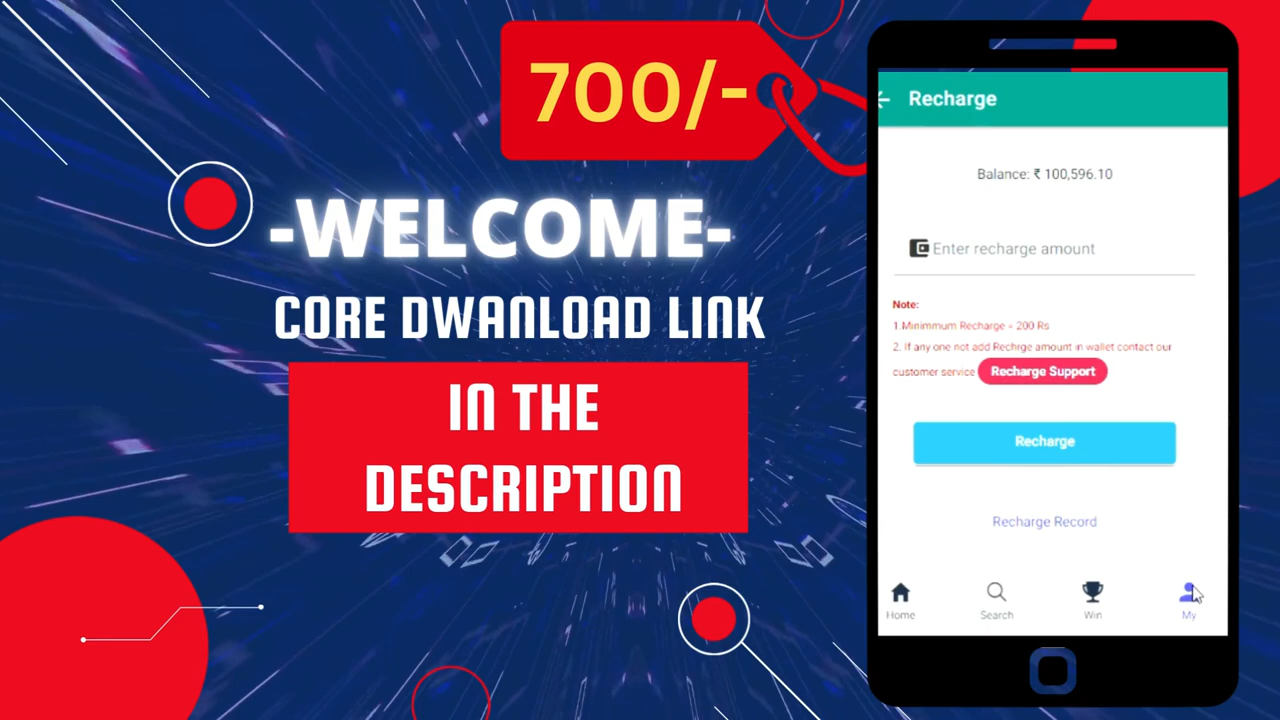 700/-
-WELCOME-
CORE DWANLOAD LINK
IN THE
DESCRIPTION
Recharge
Balance: ₹ 100,596.10
Enter recharge amount
Note:
1.Minimmum Recharge = 200 Rs
2. If any one not add Rechrge amount in wallet contact our
customer service Recharge Support
Recharge
Recharge Record
Home Search Win My